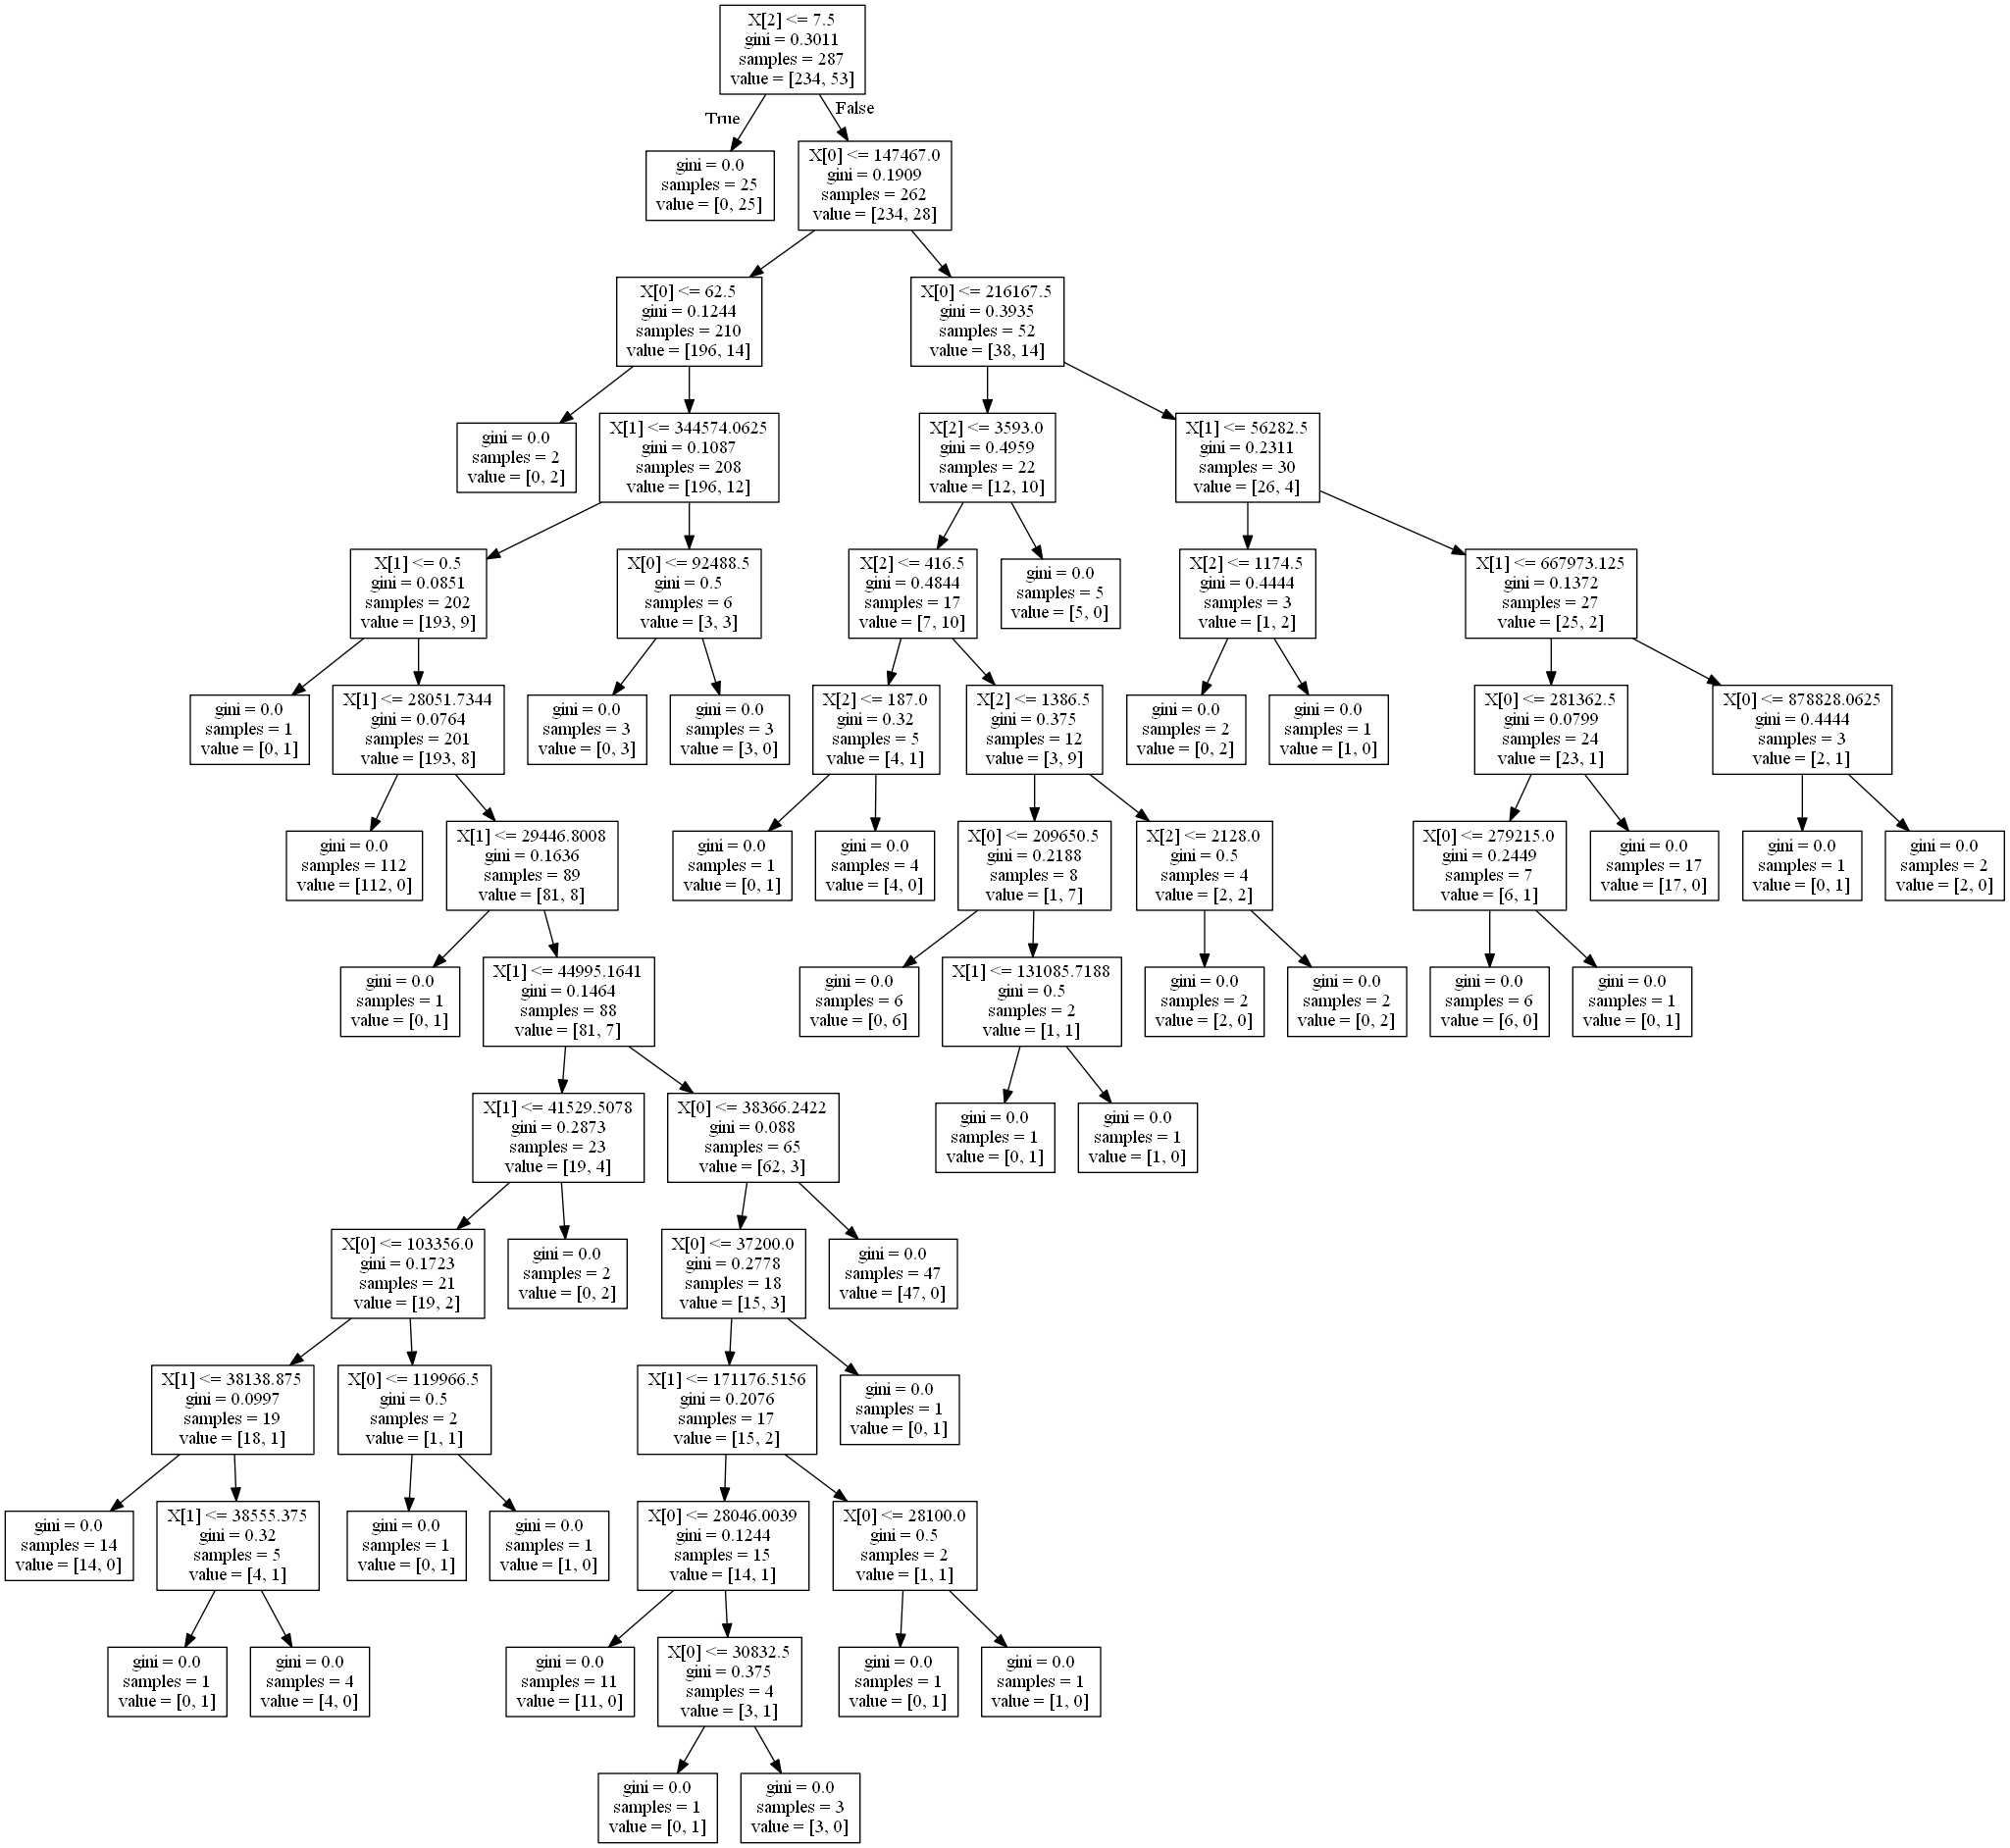 X[2] <= 7.5
gini = 0.3011
samples = 287
value = [234, 53]
True
False
gini = 0.0
samples = 25
value = [0, 25]
X[0] <= 147467.0
gini = 0.1909
samples = 262
value = [234, 28]
X[0] <= 62.5
gini = 0.1244
samples = 210
value = [196, 14]
X[0] <= 216167.5
gini = 0.3935
samples = 52
value = [38, 14]
gini = 0.0
samples = 2
value = [0, 2]
X[1] <= 344574.0625
gini = 0.1087
samples = 208
value = [196, 12]
X[2] <= 3593.0
gini = 0.4959
samples = 22
value = [12, 10]
X[1] <= 56282.5
gini = 0.2311
samples = 30
value = [26, 4]
X[1] <= 0.5
gini = 0.0851
samples = 202
value = [193, 9]
X[0] <= 92488.5
gini = 0.5
samples = 6
value = [3, 3]
X[2] <= 416.5
gini = 0.4844
samples = 17
value = [7, 10]
gini = 0.0
samples = 5
value = [5, 0]
X[2] <= 1174.5
gini = 0.4444
samples = 3
value = [1, 2]
X[1] <= 667973.125
gini = 0.1372
samples = 27
value = [25, 2]
gini = 0.0
samples = 1
value = [0, 1]
X[1] <= 28051.7344
gini = 0.0764
samples = 201
value = [193, 8]
gini = 0.0
samples = 3
value = [0, 3]
gini = 0.0
samples = 3
value = [3, 0]
X[2] <= 187.0
gini = 0.32
samples = 5
value = [4, 1]
X[2] <= 1386.5
gini = 0.375
samples = 12
value = [3, 9]
gini = 0.0
samples = 2
value = [0, 2]
gini = 0.0
samples = 1
value = [1, 0]
X[0] <= 281362.5
gini = 0.0799
samples = 24
value = [23, 1]
X[0] <= 878828.0625
gini = 0.4444
samples = 3
value = [2, 1]
gini = 0.0
samples = 112
value = [112, 0]
X[1] <= 29446.8008
gini = 0.1636
samples = 89
value = [81, 8]
gini = 0.0
samples = 1
value = [0, 1]
gini = 0.0
samples = 4
value = [4, 0]
X[0] <= 209650.5
gini = 0.2188
samples = 8
value = [1, 7]
X[2] <= 2128.0
gini = 0.5
samples = 4
value = [2, 2]
X[0] <= 279215.0
gini = 0.2449
samples = 7
value = [6, 1]
gini = 0.0
samples = 17
value = [17, 0]
gini = 0.0
samples = 1
value = [0, 1]
gini = 0.0
samples = 2
value = [2, 0]
gini = 0.0
samples = 1
value = [0, 1]
X[1] <= 44995.1641
gini = 0.1464
samples = 88
value = [81, 7]
gini = 0.0
samples = 6
value = [0, 6]
X[1] <= 131085.7188
gini = 0.5
samples = 2
value = [1, 1]
gini = 0.0
samples = 2
value = [2, 0]
gini = 0.0
samples = 2
value = [0, 2]
gini = 0.0
samples = 6
value = [6, 0]
gini = 0.0
samples = 1
value = [0, 1]
X[1] <= 41529.5078
gini = 0.2873
samples = 23
value = [19, 4]
X[0] <= 38366.2422
gini = 0.088
samples = 65
value = [62, 3]
gini = 0.0
samples = 1
value = [0, 1]
gini = 0.0
samples = 1
value = [1, 0]
X[0] <= 103356.0
gini = 0.1723
samples = 21
value = [19, 2]
gini = 0.0
samples = 2
value = [0, 2]
X[0] <= 37200.0
gini = 0.2778
samples = 18
value = [15, 3]
gini = 0.0
samples = 47
value = [47, 0]
X[1] <= 38138.875
gini = 0.0997
samples = 19
value = [18, 1]
X[0] <= 119966.5
gini = 0.5
samples = 2
value = [1, 1]
X[1] <= 171176.5156
gini = 0.2076
samples = 17
value = [15, 2]
gini = 0.0
samples = 1
value = [0, 1]
gini = 0.0
samples = 14
value = [14, 0]
X[1] <= 38555.375
gini = 0.32
samples = 5
value = [4, 1]
gini = 0.0
samples = 1
value = [0, 1]
gini = 0.0
samples = 1
value = [1, 0]
X[0] <= 28046.0039
gini = 0.1244
samples = 15
value = [14, 1]
X[0] <= 28100.0
gini = 0.5
samples = 2
value = [1, 1]
gini = 0.0
samples = 1
value = [0, 1]
gini = 0.0
samples = 4
value = [4, 0]
gini = 0.0
samples = 11
value = [11, 0]
X[0] <= 30832.5
gini = 0.375
samples = 4
value = [3, 1]
gini = 0.0
samples = 1
value = [0, 1]
gini = 0.0
samples = 1
value = [1, 0]
gini = 0.0
samples = 1
value = [0, 1]
gini = 0.0
samples = 3
value = [3, 0]